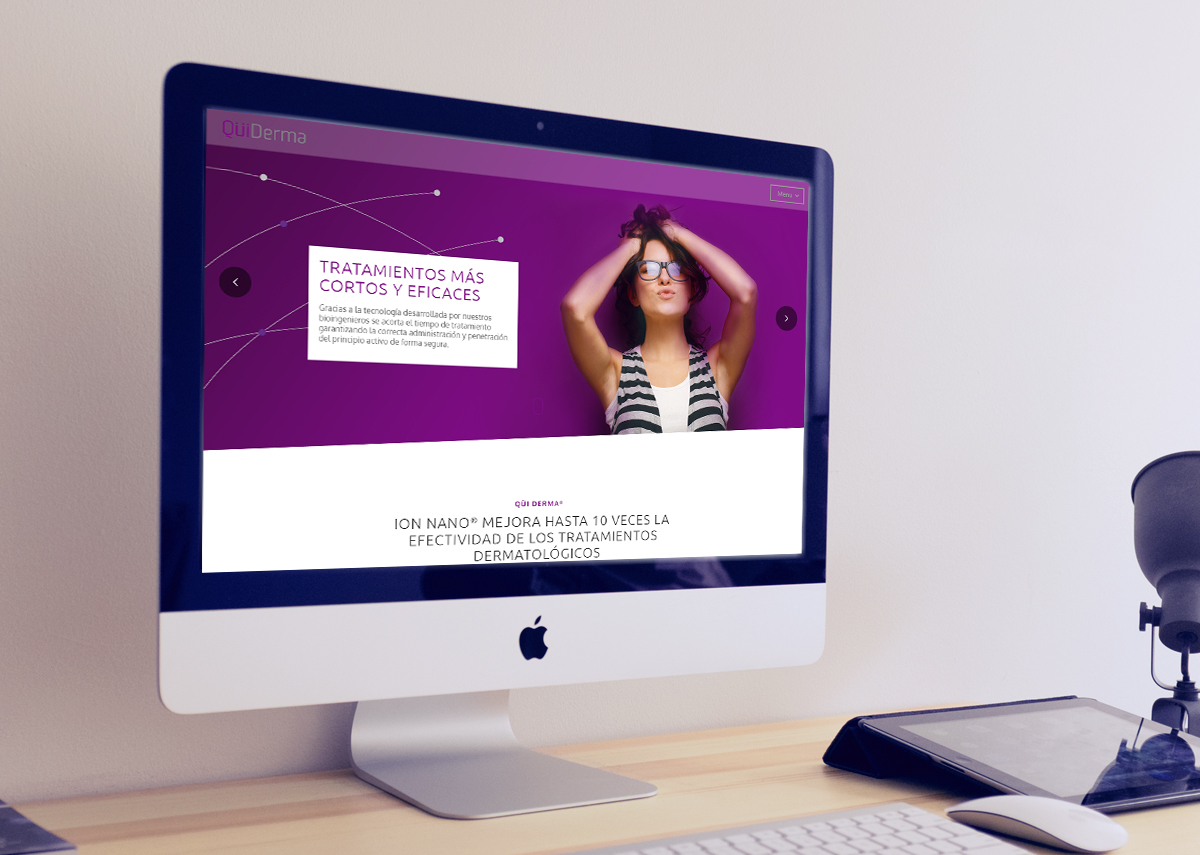 QüiDerma
Menu
TRATAMIENTOS MÁS
CORTOS Y EFICACES
Gracias a la tecnología desarrollada por nuestros
bioingenieros se acorta el tiempo de tratamiento
garantizando la correcta administración y penetración
del principio activo de forma segura.
QÜI DERMA®
ION NANO® MEJORA HASTA 10 VECES LA
EFECTIVIDAD DE LOS TRATAMIENTOS
DERMATOLÓGICOS